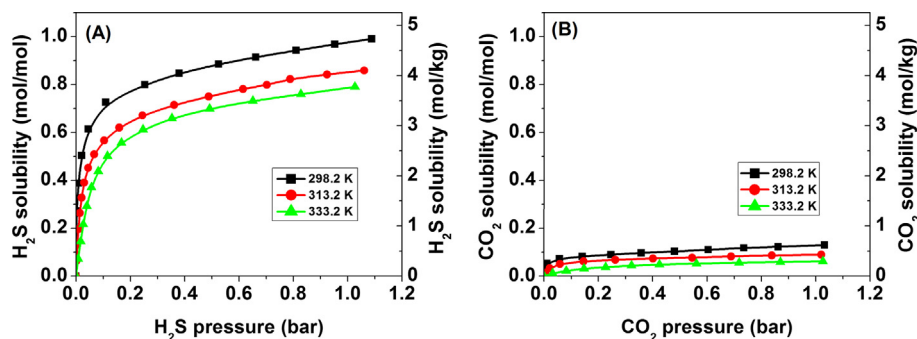 (A)
H₂S solubility (mol/mol)
1.0
0.8
0.6
0.4
0.2
0.0
5
4
3
2
1
0
H₂S solubility (mol/kg)
298.2 K
313.2 K
333.2 K
0.0 0.2 0.4 0.6 0.8 1.0 1.2
H₂S pressure (bar)
(B)
CO₂ solubility (mol/mol)
1.0
0.8
0.6
0.4
0.2
0.0
5
4
3
2
1
0
CO₂ solubility (mol/kg)
298.2 K
313.2 K
333.2 K
0.0 0.2 0.4 0.6 0.8 1.0 1.2
CO₂ pressure (bar)